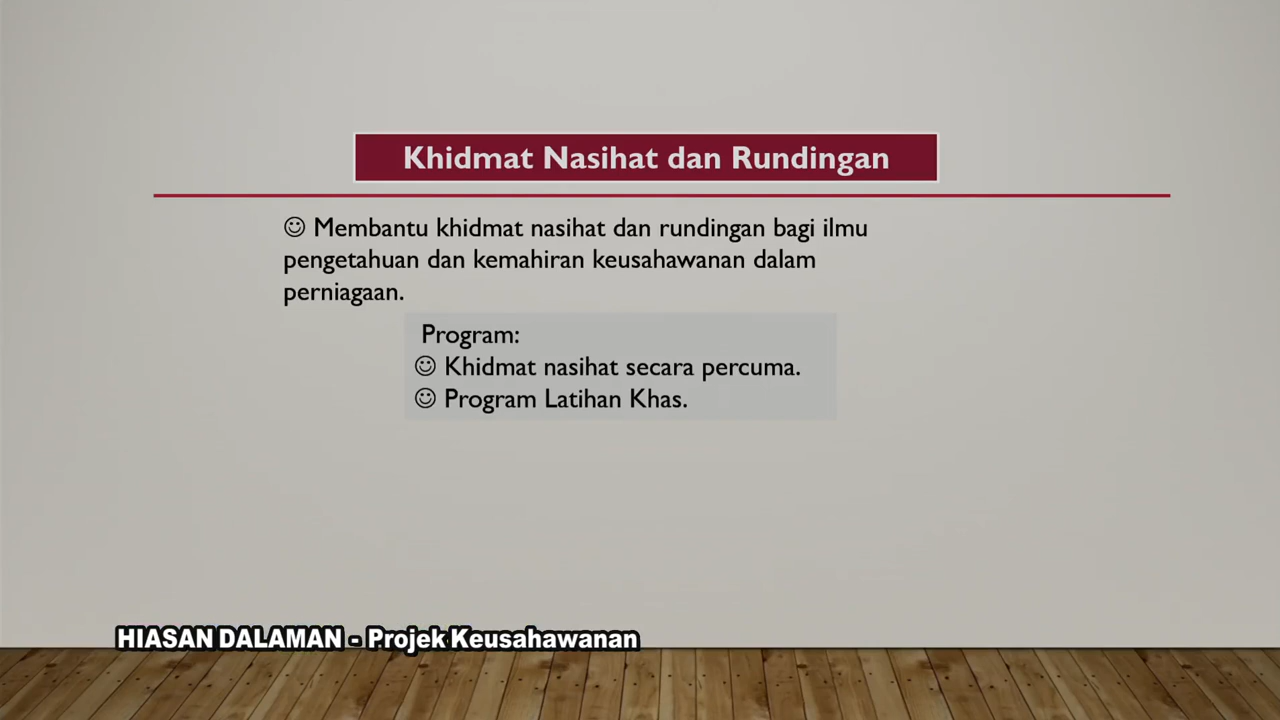 Khidmat Nasihat dan Rundingan
☺ Membantu khidmat nasihat dan rundingan bagi ilmu
pengetahuan dan kemahiran keusahawanan dalam
perniagaan.
Program:
☺ Khidmat nasihat secara percuma.
☺ Program Latihan Khas.
HIASAN DALAMAN - Projek Keusahawanan